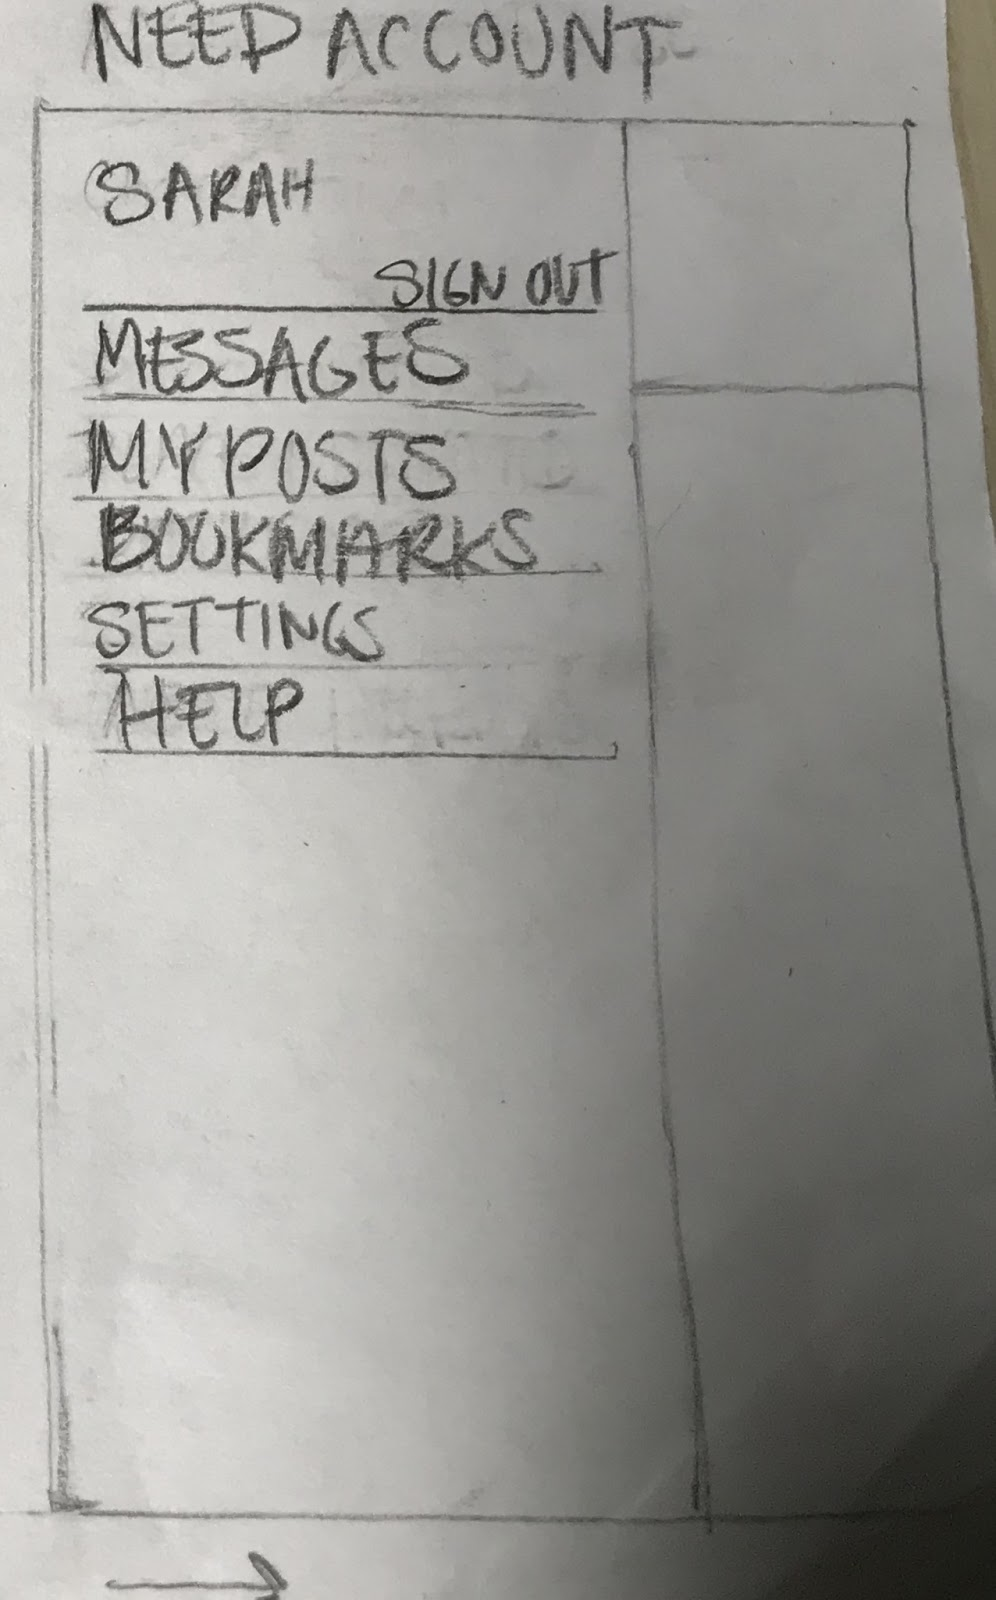 NEED ACCOUNT
SARAH
SIGN OUT
MESSAGES
MY POSTS
BOOKMARKS
SETTINGS
HELP